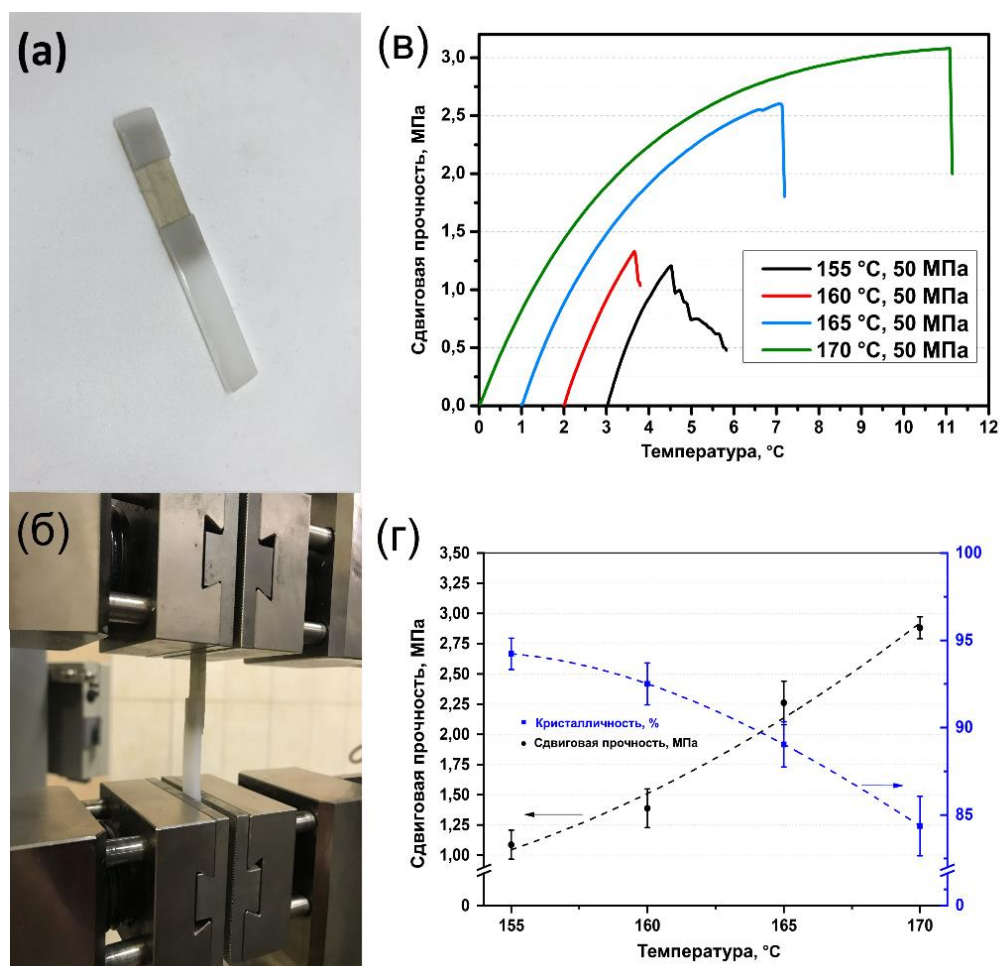 (а)
(б)
(в)
Сдвиговая прочность, МПа
3,0
2,5
2,0
1,5
1,0
0,5
0,0
155 °C, 50 МПа
160 °C, 50 МПа
165 °C, 50 МПа
170 °C, 50 МПа
0 1 2 3 4 5 6 7 8 9 10 11 12
Температура, °C
(г)
Сдвиговая прочность, МПа
3,50
3,25
3,00
2,75
2,50
2,25
2,00
1,75
1,50
1,25
1,00
0
100
95
90
85
80
0
Кристалличность, %
Сдвиговая прочность, МПа
155 160 165 170
Температура, °C